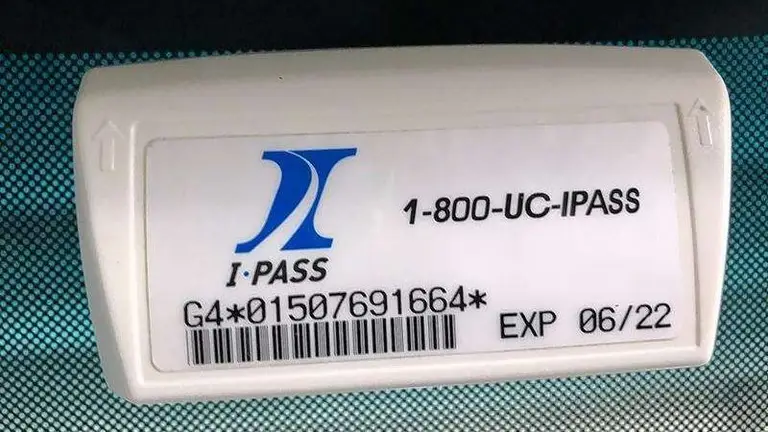 1-800-UC-IPASS
I·PASS
G4*01507691664*
EXP 06/22